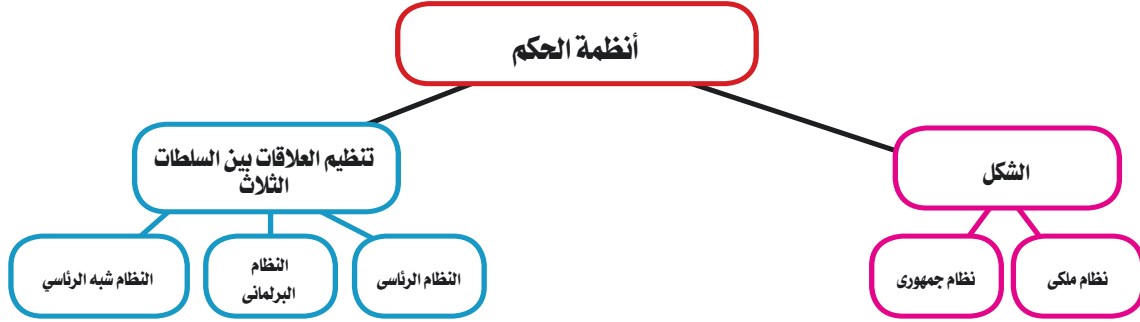 أنظمة الحكم
الشكل
نظام ملكى
نظام جمهورى
تنظيم العلاقات بين السلطات
الثلاث
النظام الرئاسى
النظام
البرلمانى
النظام شبه الرئاسي